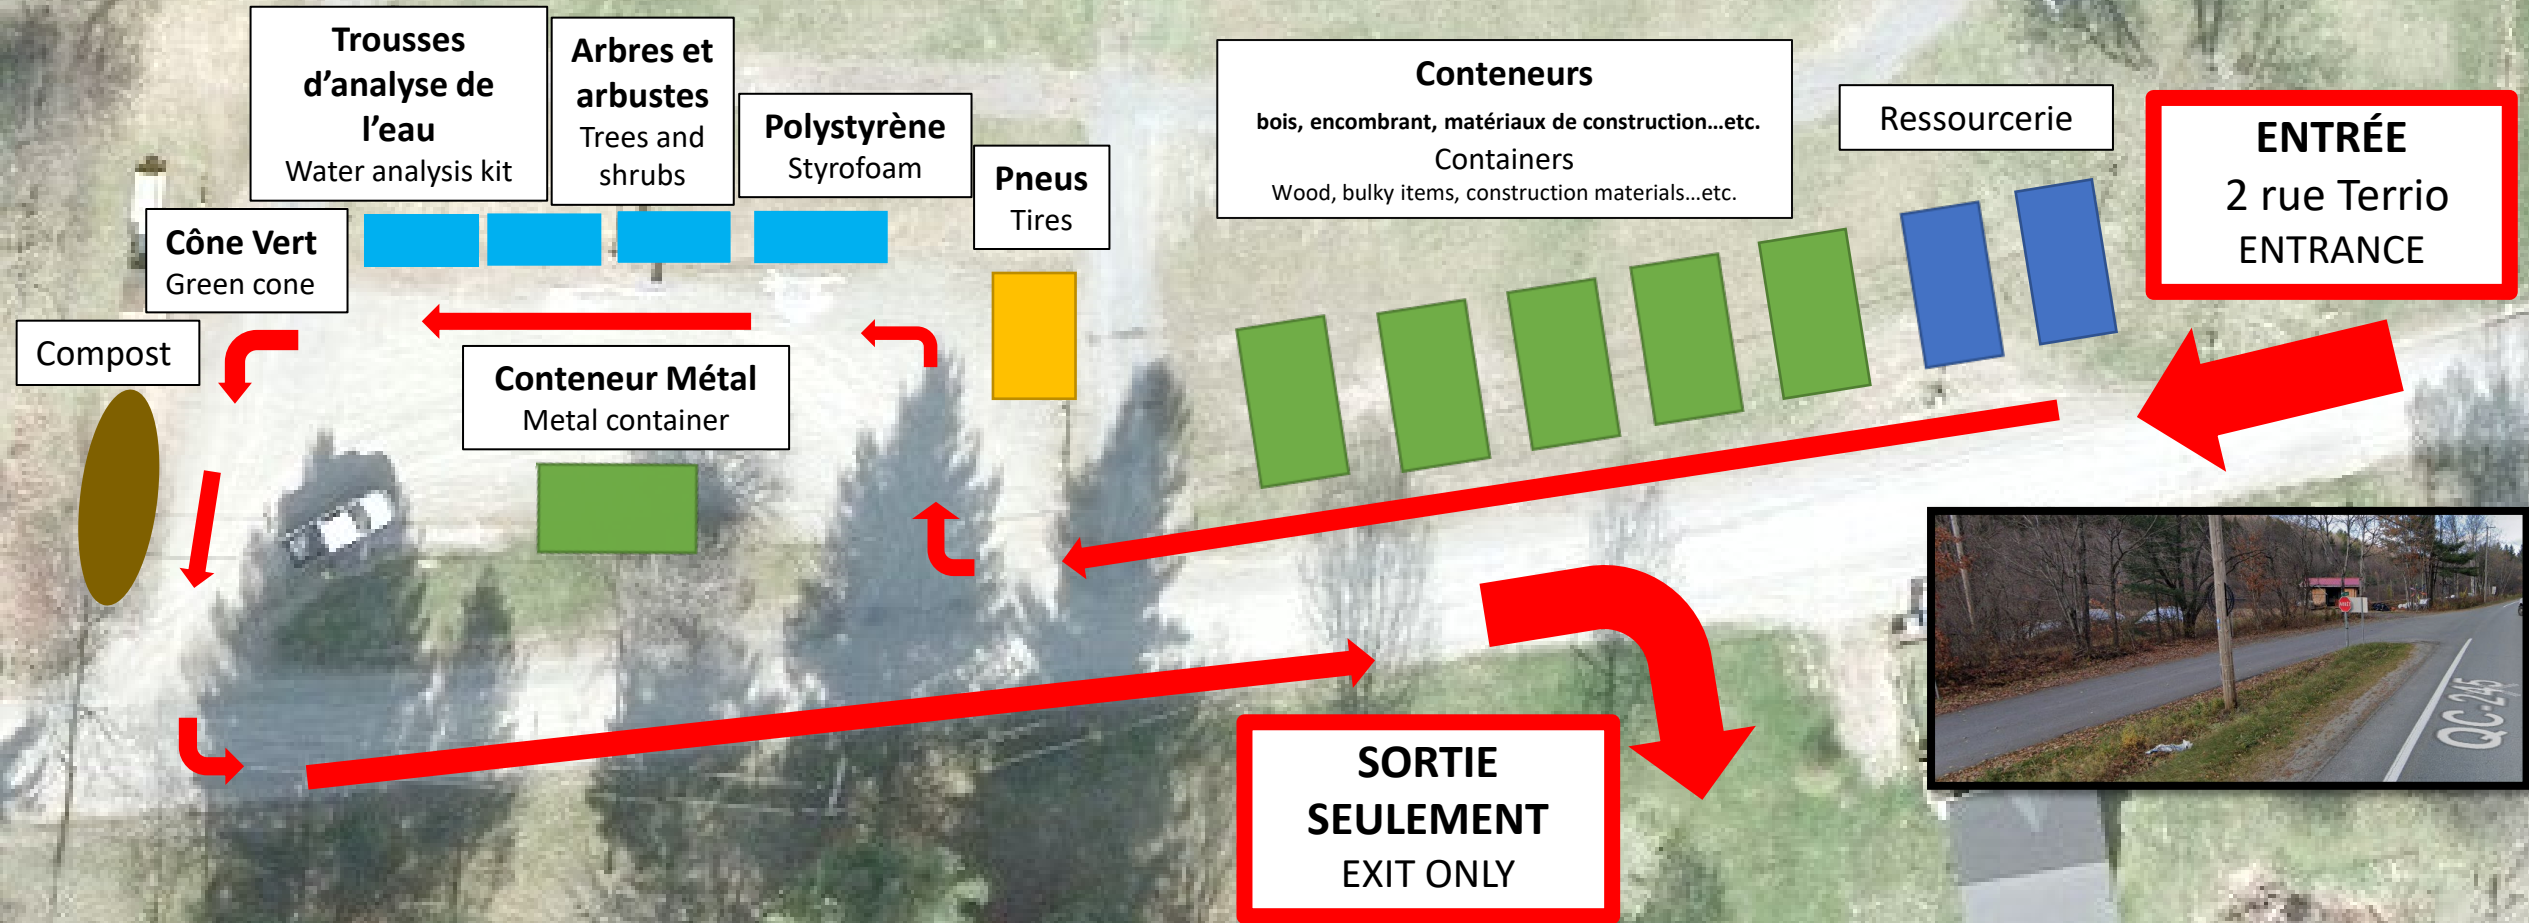 Trousses
d'analyse de
l'eau
Water analysis kit
Arbres et
arbustes
Trees and
shrubs
Polystyrène
Styrofoam
Pneus
Tires
Conteneurs
bois, encombrant, matériaux de construction...etc.
Containers
Wood, bulky items, construction materials...etc.
Ressourcerie
ENTRÉE
2 rue Terrio
ENTRANCE
Cône Vert
Green cone
Compost
Conteneur Métal
Metal container
SORTIE
SEULEMENT
EXIT ONLY
QC-245